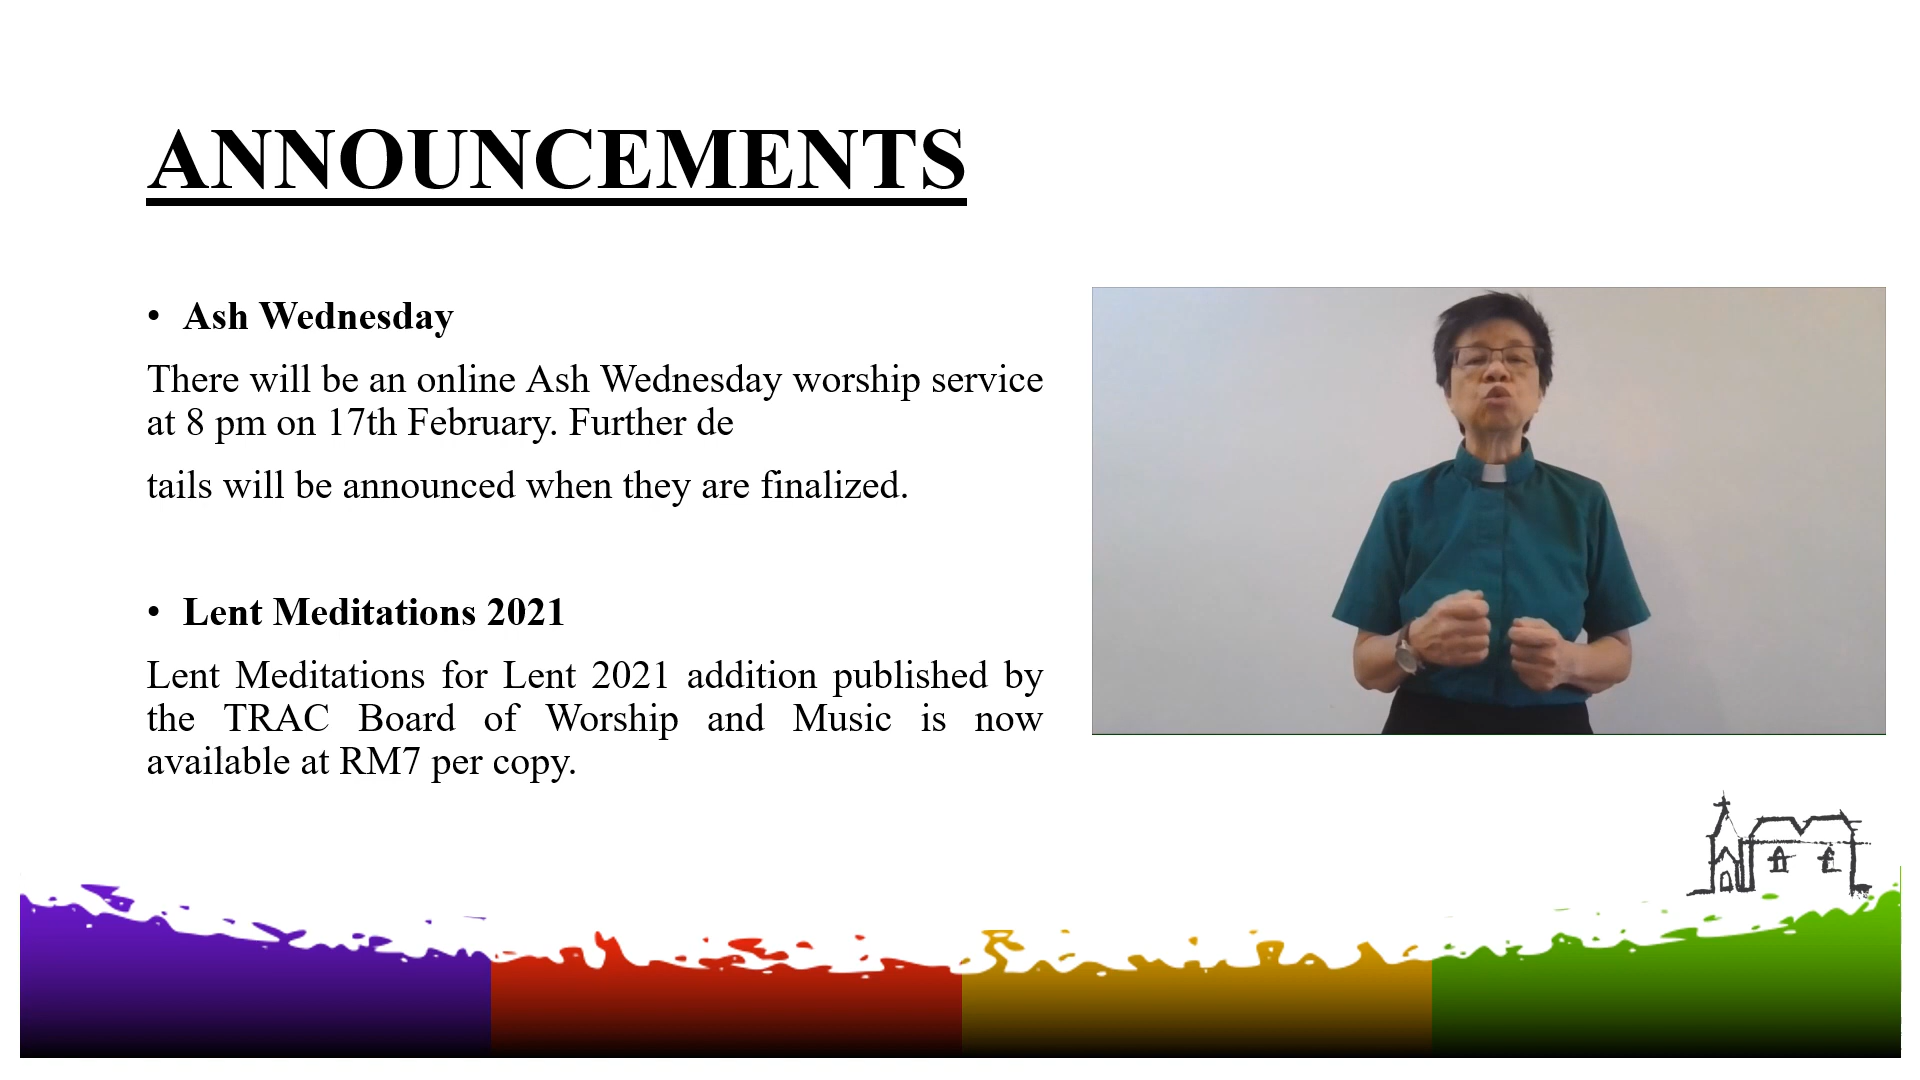 ANNOUNCEMENTS
• Ash Wednesday
There will be an online Ash Wednesday worship service
at 8 pm on 17th February. Further de
tails will be announced when they are finalized.
• Lent Meditations 2021
Lent Meditations for Lent 2021 addition published by
the TRAC Board of Worship and Music is now
available at RM7 per copy.